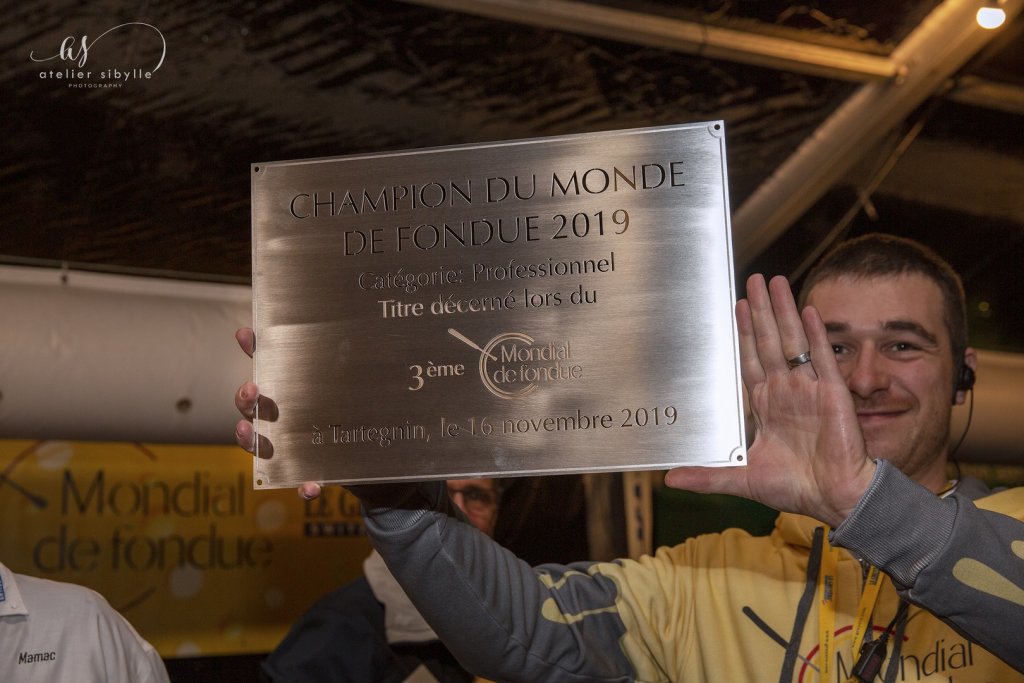 as
atelier sibylle
PHOTOGRAPHY
CHAMPION DU MONDE
DE FONDUE 2019
Catégorie: Professionnel
Titre décerné lors du
3ème Mondial
de fondue
à Tartegnin, le 16 novembre 2019
Mondial
de fondue
LE
Mamac
Mondial